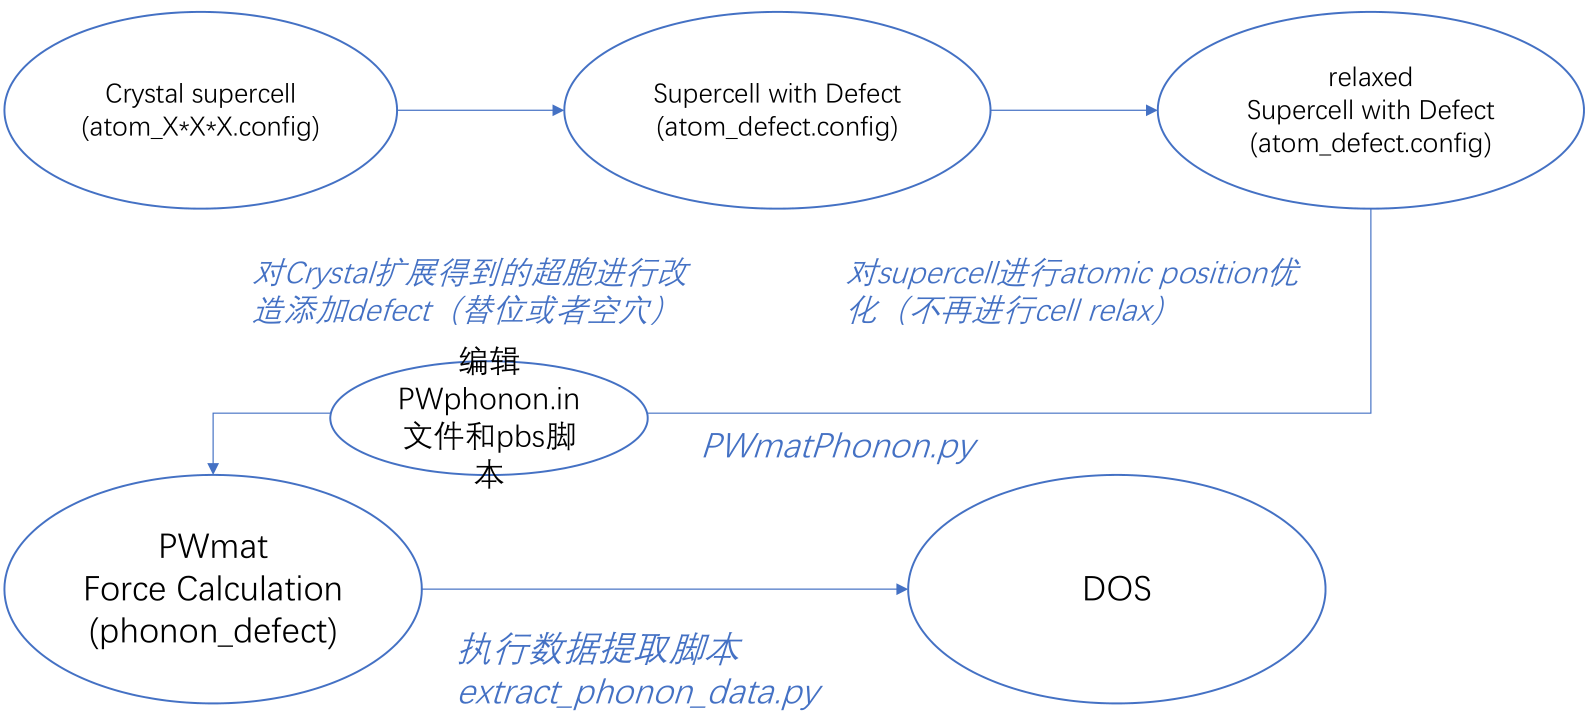 Crystal supercell
(atom_X*X*X.config)
Supercell with Defect
(atom_defect.config)
relaxed
Supercell with Defect
(atom_defect.config)
对Crystal扩展得到的超胞进行改
造添加defect（替位或者空穴）
对supercell进行atomic position优
化（不再进行cell relax）
编辑
PWphonon.in
文件和pbs脚
本
PWmatPhonon.py
PWmat
Force Calculation
(phonon_defect)
执行数据提取脚本
extract_phonon_data.py
DOS